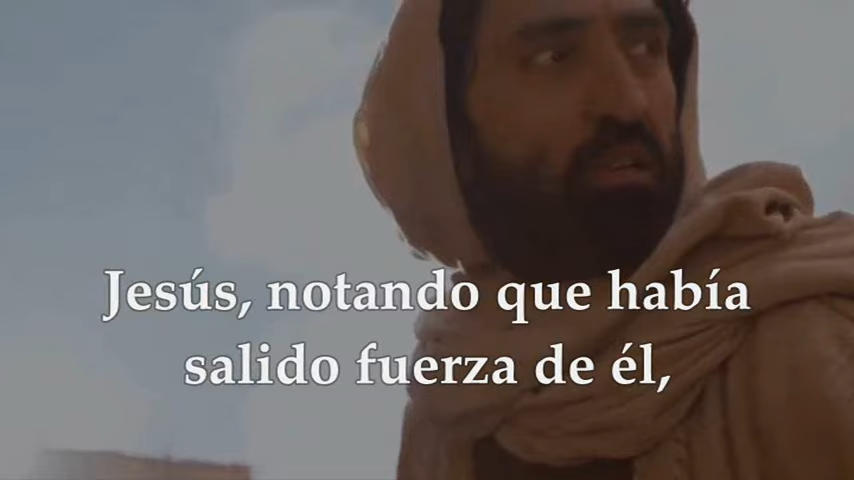 Jesús, notando que había
salido fuerza de él,